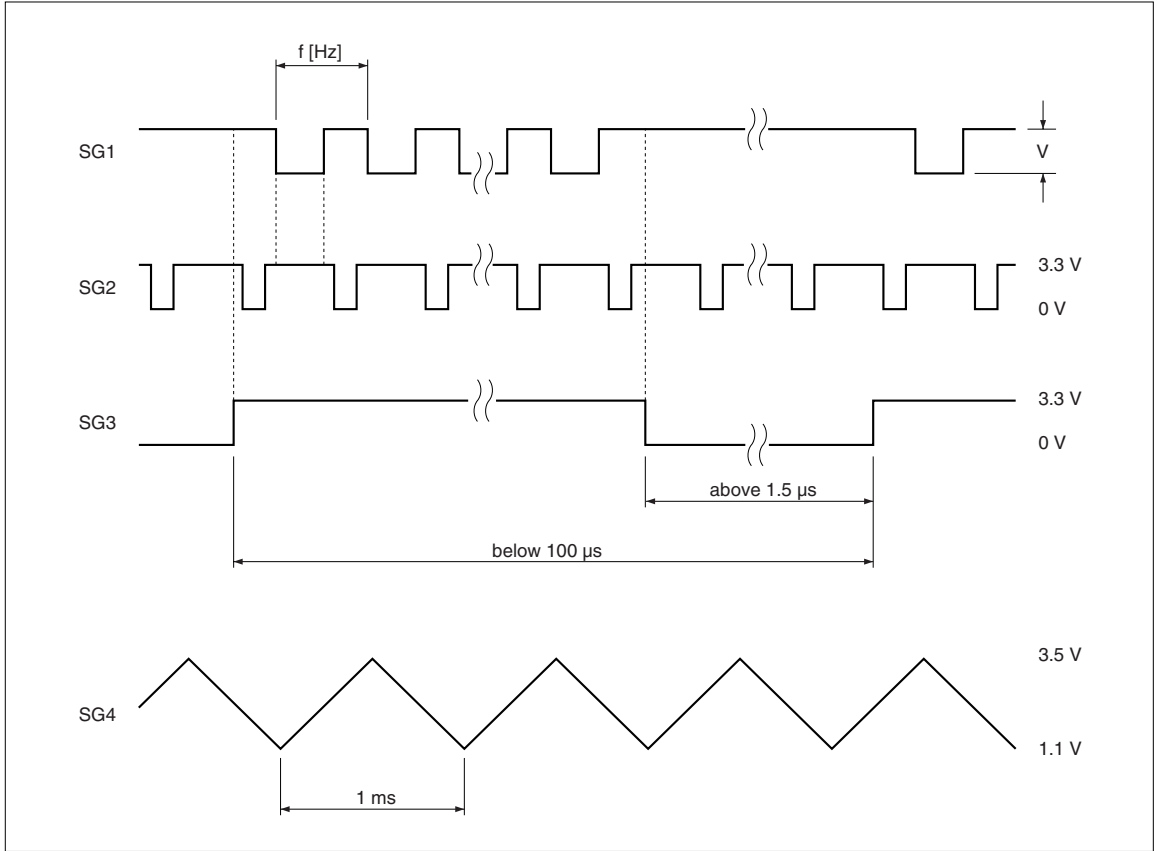 f [Hz]
SG1
V
SG2
3.3 V
0 V
SG3
3.3 V
0 V
above 1.5 µs
below 100 µs
SG4
3.5 V
1.1 V
1 ms